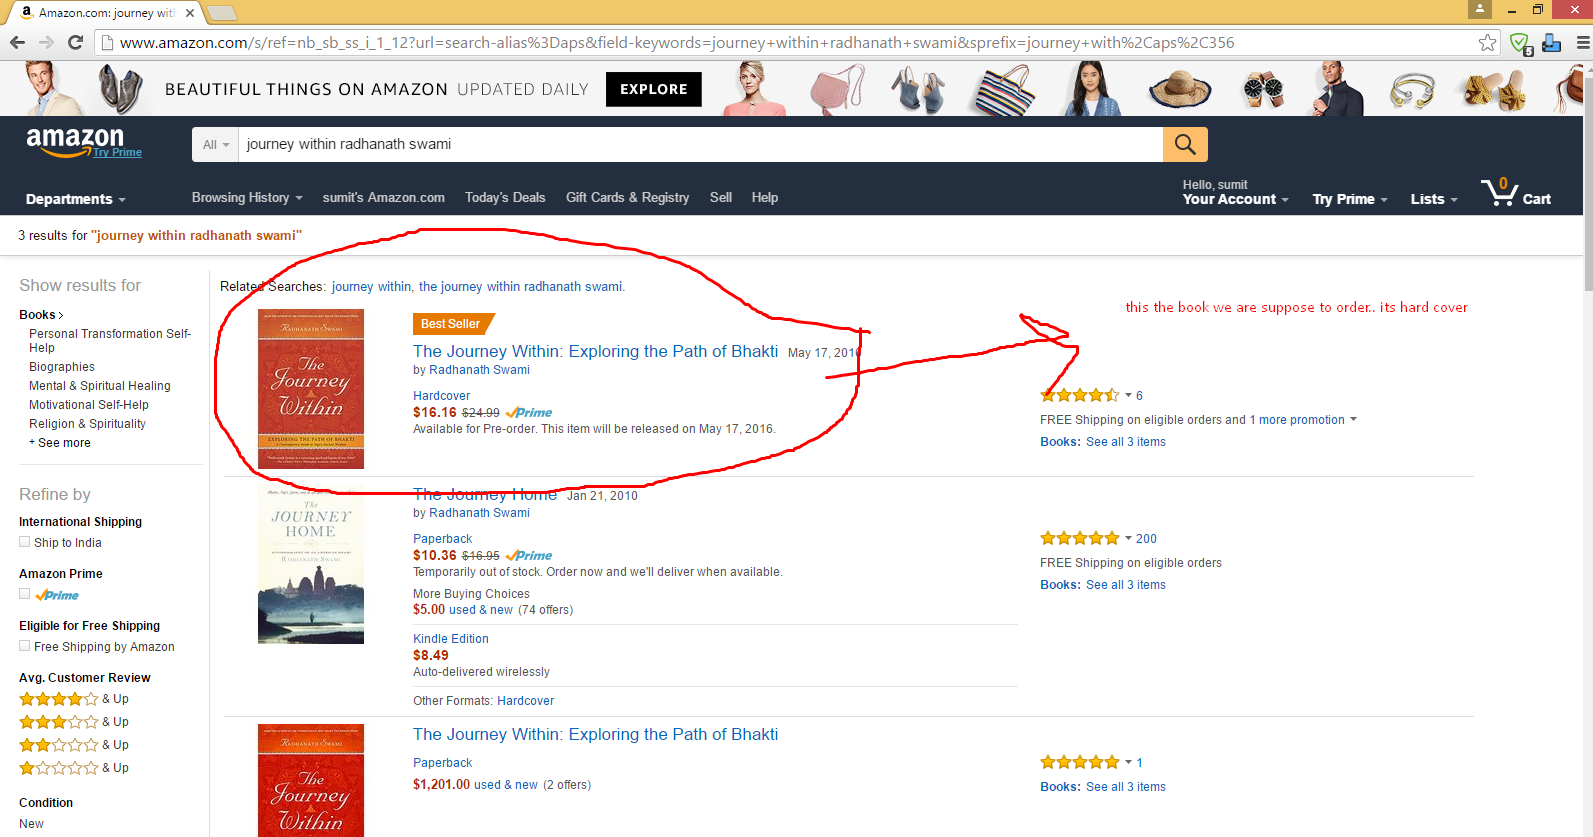 Amazon.com: journey with
www.amazon.com/s/ref=nb_sb_ss_i_1_12?url=search-alias%3Daps&field-keywords=journey+within+radhanath+swami&sprefix=journey+with%2Caps%2C356
5
BEAUTIFUL THINGS ON AMAZON UPDATED DAILY EXPLORE
amazon
Try Prime
All journey within radhanath swami
Departments Browsing History sumit's Amazon.com Today's Deals Gift Cards & Registry Sell Help
Hello, sumit
Your Account Try Prime Lists 0 Cart
3 results for "journey within radhanath swami"
Show results for
Books
Personal Transformation Self-
Help
Biographies
Mental & Spiritual Healing
Motivational Self-Help
Religion & Spirituality
+ See more
Refine by
International Shipping
Ship to India
Amazon Prime
Prime
Eligible for Free Shipping
Free Shipping by Amazon
Avg. Customer Review
& Up
& Up
& Up
& Up
Condition
New
Related Searches: journey within, the journey within radhanath swami.
RADHANATH SWAMI
The
Journey
Within
EXPLORING THE PATH OF BHAKTI
Best Seller
The Journey Within: Exploring the Path of Bhakti May 17, 2016
by Radhanath Swami
Hardcover
$16.16 $24.99 Prime
Available for Pre-order. This item will be released on May 17, 2016.
this the book we are suppose to order.. its hard cover
6
FREE Shipping on eligible orders and 1 more promotion
Books: See all 3 items
The
JOURNEY
HOME
AUTOBIOGRAPHY OF AN AMERICAN SWAMI
RADHANATH SWAMI
The Journey Home Jan 21, 2010
by Radhanath Swami
Paperback
$10.36 $16.95 Prime
Temporarily out of stock. Order now and we'll deliver when available.
More Buying Choices
$5.00 used & new (74 offers)
Kindle Edition
$8.49
Auto-delivered wirelessly
Other Formats: Hardcover
200
FREE Shipping on eligible orders
Books: See all 3 items
RADHANATH SWAMI
The
Journey
Within
The Journey Within: Exploring the Path of Bhakti
Paperback
$1,201.00 used & new (2 offers)
1
Books: See all 3 items